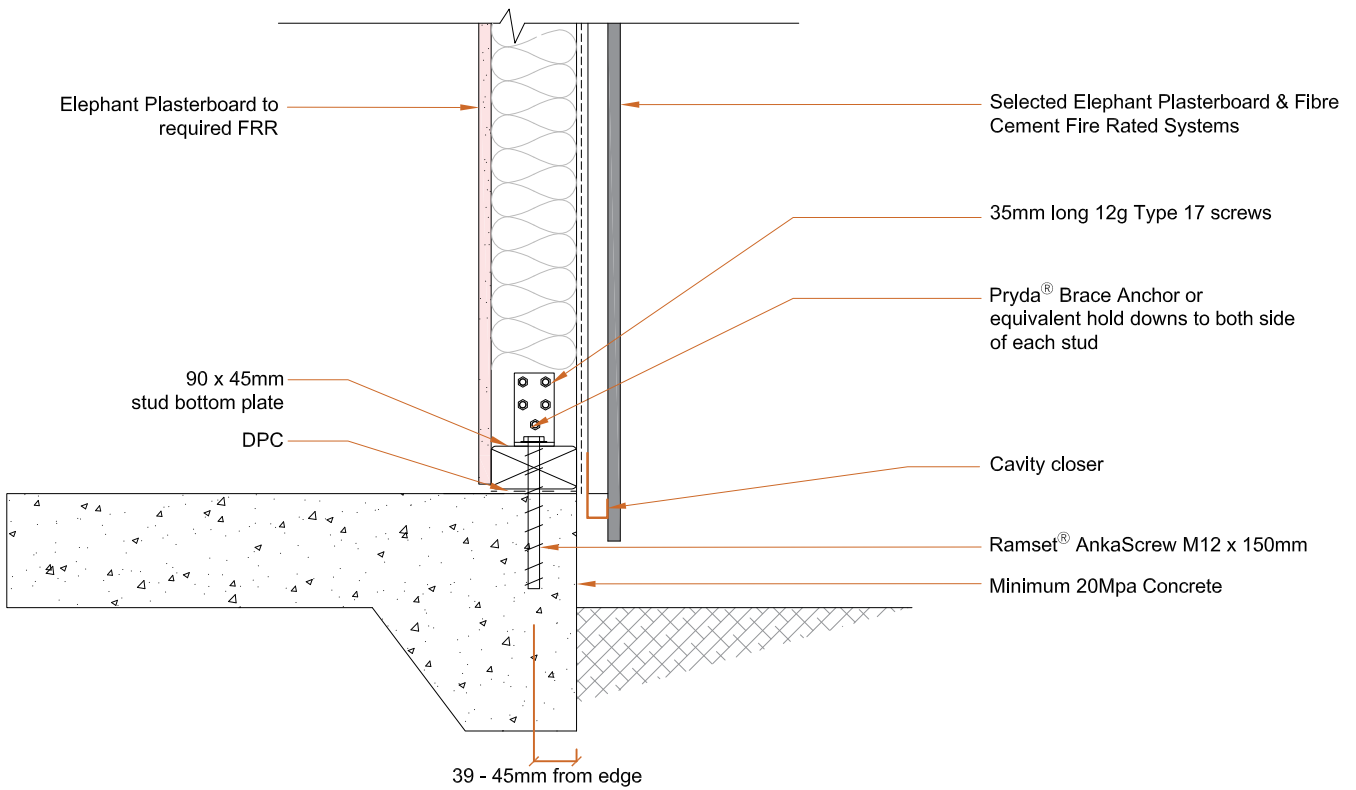 Elephant Plasterboard to
required FRR
Selected Elephant Plasterboard & Fibre
Cement Fire Rated Systems
35mm long 12g Type 17 screws
Pryda® Brace Anchor or
equivalent hold downs to both side
of each stud
90 x 45mm
stud bottom plate
DPC
Cavity closer
Ramset® AnkaScrew M12 x 150mm
Minimum 20Mpa Concrete
39 - 45mm from edge